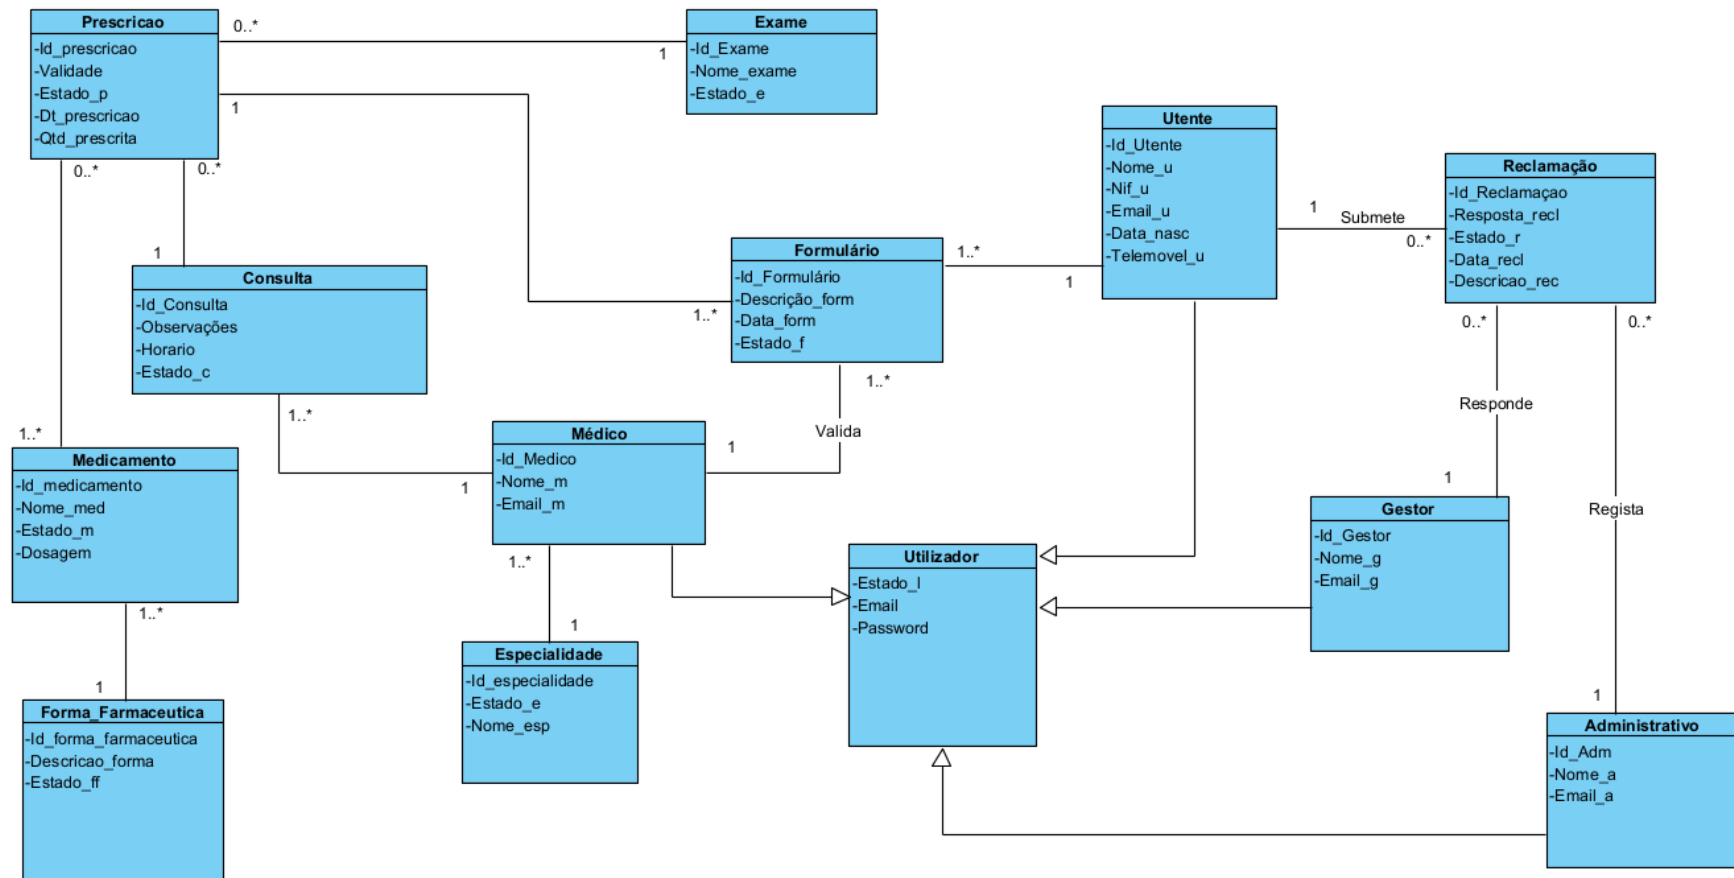 Prescricao
-Id_prescricao
-Validade
-Estado_p
-Dt_prescricao
-Qtd_prescrita
0..*
1
Exame
-Id_Exame
-Nome_exame
-Estado_e
1
0..*
0..*
Utente
-Id_Utente
-Nome_u
-Nif_u
-Email_u
-Data_nasc
-Telemovel_u
1
Submete
0..*
Reclamação
-Id_Reclamaçao
-Resposta_recl
-Estado_r
-Data_recl
-Descricao_rec
1
Consulta
-Id_Consulta
-Observações
-Horario
-Estado_c
Formulário
-Id_Formulário
-Descrição_form
-Data_form
-Estado_f
1..*
1
1..*
1..*
0..*
0..*
1..*
1..*
Medicamento
-Id_medicamento
-Nome_med
-Estado_m
-Dosagem
1
Médico
-Id_Medico
-Nome_m
-Email_m
1
Valida
Responde
1
Gestor
-Id_Gestor
-Nome_g
-Email_g
Regista
1..*
1..*
1
Utilizador
-Estado_l
-Email
-Password
1
Forma_Farmaceutica
-Id_forma_farmaceutica
-Descricao_forma
-Estado_ff
Especialidade
-Id_especialidade
-Estado_e
-Nome_esp
1
Administrativo
-Id_Adm
-Nome_a
-Email_a